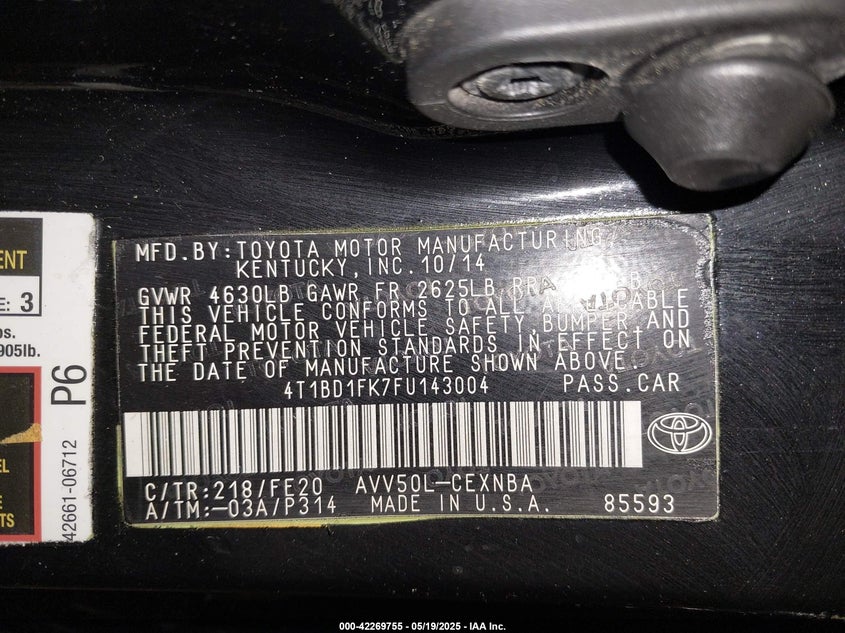 MFD.BY:TOYOTA MOTOR MANUFACTURING,
KENTUCKY,INC.10/14
GVWR 4630LB GAWR FR 2625LB RR
THIS VEHICLE CONFORMS TO ALL
FEDERAL MOTOR VEHICLE SAFETY,BUMPER,AND
THEFT PREVENTION STANDARDS IN EFFECT ON
THE DATE OF MANUFACTURE SHOWN ABOVE.
4T1BD1FK7FU143004 PASS.CAR
C/TR:218/FE20 AVV50L-CEXNBA
A/TM:-03A/P314 MADE IN U.S.A. 85593
3
905lb.
P6
42661-06712
000-42269755 - 05/19/2025 - IAA Inc.